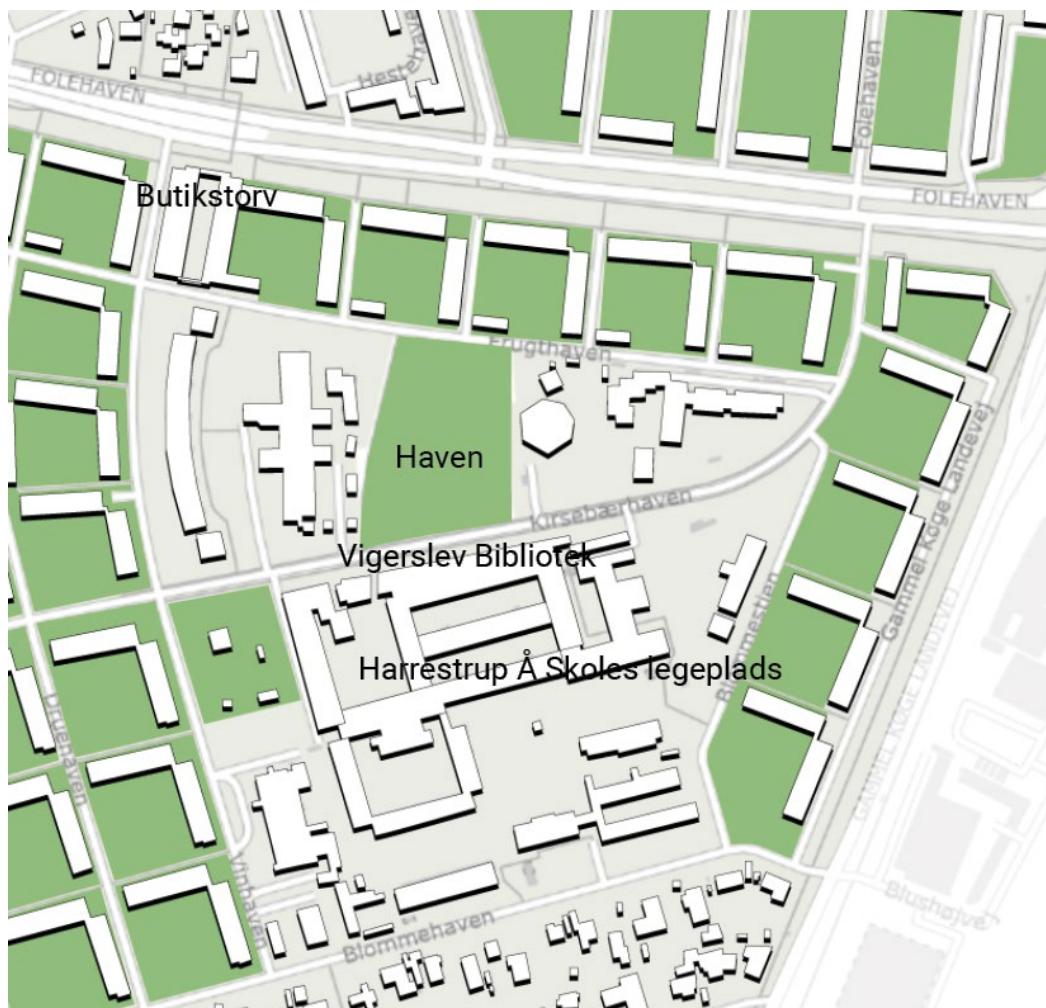 Hestehave
FOLEHAVEN
Folehaven
Butikstorv
FOLEHAVEN
Frugthaven
Haven
Kirsebærhaven
Gammel Køge Landevej
Vigerslev Bibliotek
Harrestrup Å Skoles legeplads
Blommestien
GAMMEL KØGE LANDEVEJ
Druehaven
Vinhaven
Blommehaven
Blushøjvej